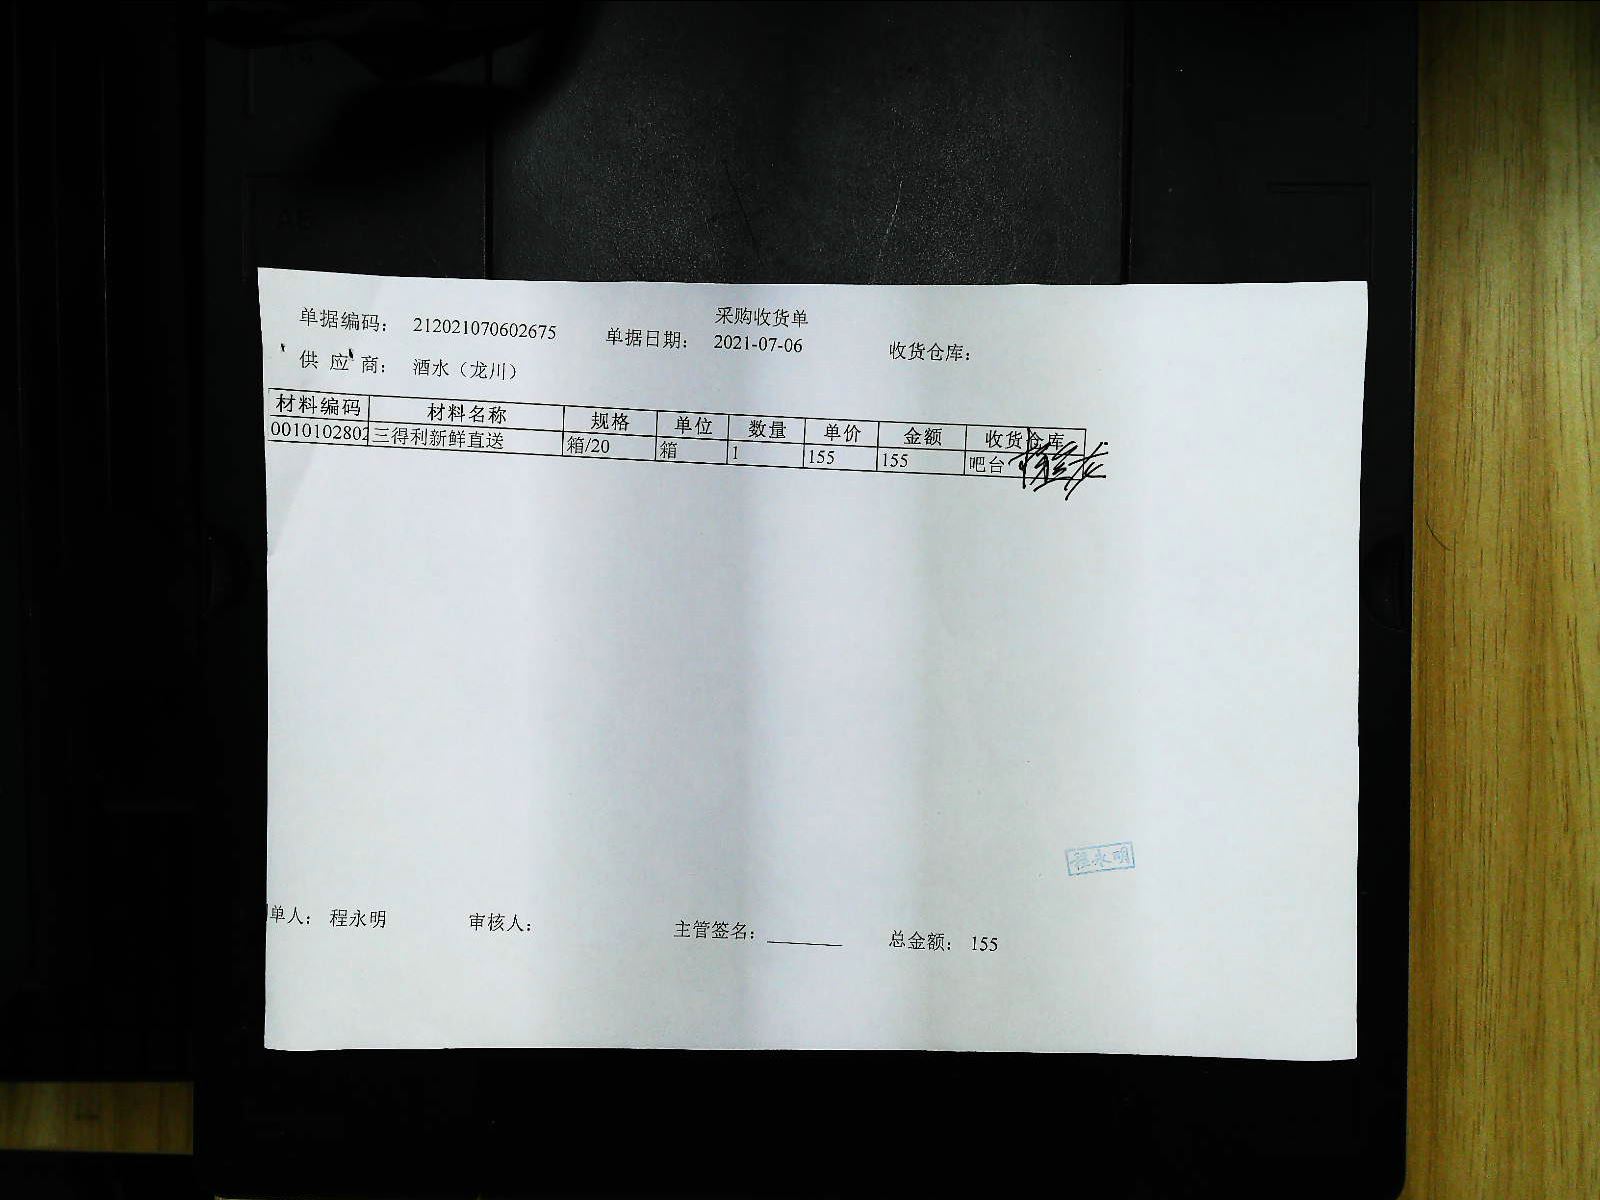 采购收货单
单据编码： 212021070602675 单据日期： 2021-07-06 收货仓库：
供 应 商： 酒水（龙川）
材料编码 材料名称 规格 单位 数量 单价 金额 收货仓库
0010102802 三得利新鲜直送 箱/20 箱 1 155 155 吧台
程永明
单人： 程永明 审核人： 主管签名： 总金额： 155